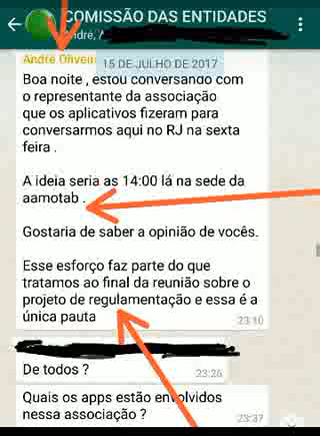 COMISSÃO DAS ENTIDADES
André,
André Oliveir
15 DE JULHO DE 2017
Boa noite , estou conversando com
o representante da associação
que os aplicativos fizeram para
conversarmos aqui no RJ na sexta
feira .
A ideia seria as 14:00 lá na sede da
aamotab .
Gostaria de saber a opinião de vocês.
Esse esforço faz parte do que
tratamos ao final da reunião sobre o
projeto de regulamentação e essa é a
única pauta
23:10
De todos ?
23:26
Quais os apps estão envolvidos
nessa associação ?
23:37